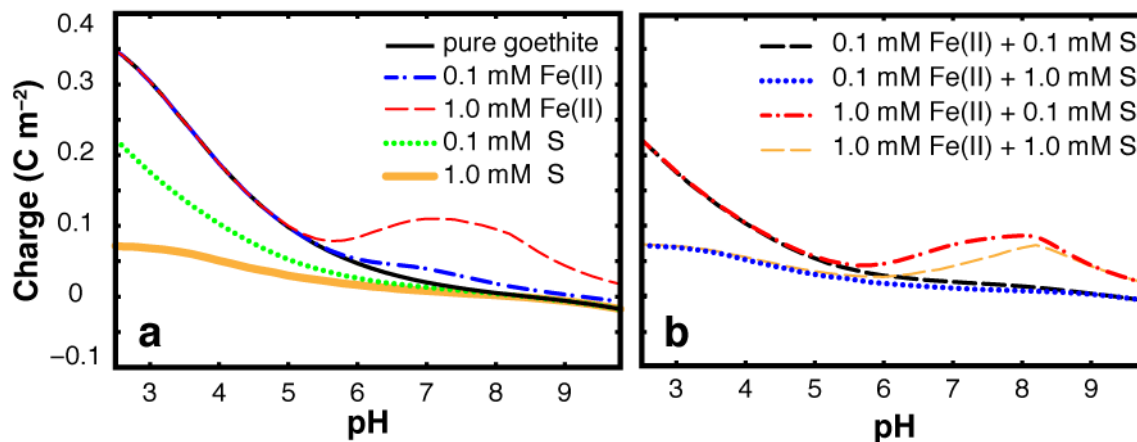 0.4
0.3
0.2
0.1
0
−0.1
Charge (C m⁻²)
pure goethite
0.1 mM Fe(II)
1.0 mM Fe(II)
0.1 mM S
1.0 mM S
a
3 4 5 6 7 8 9
pH
0.1 mM Fe(II) + 0.1 mM S
0.1 mM Fe(II) + 1.0 mM S
1.0 mM Fe(II) + 0.1 mM S
1.0 mM Fe(II) + 1.0 mM S
b
3 4 5 6 7 8 9
pH